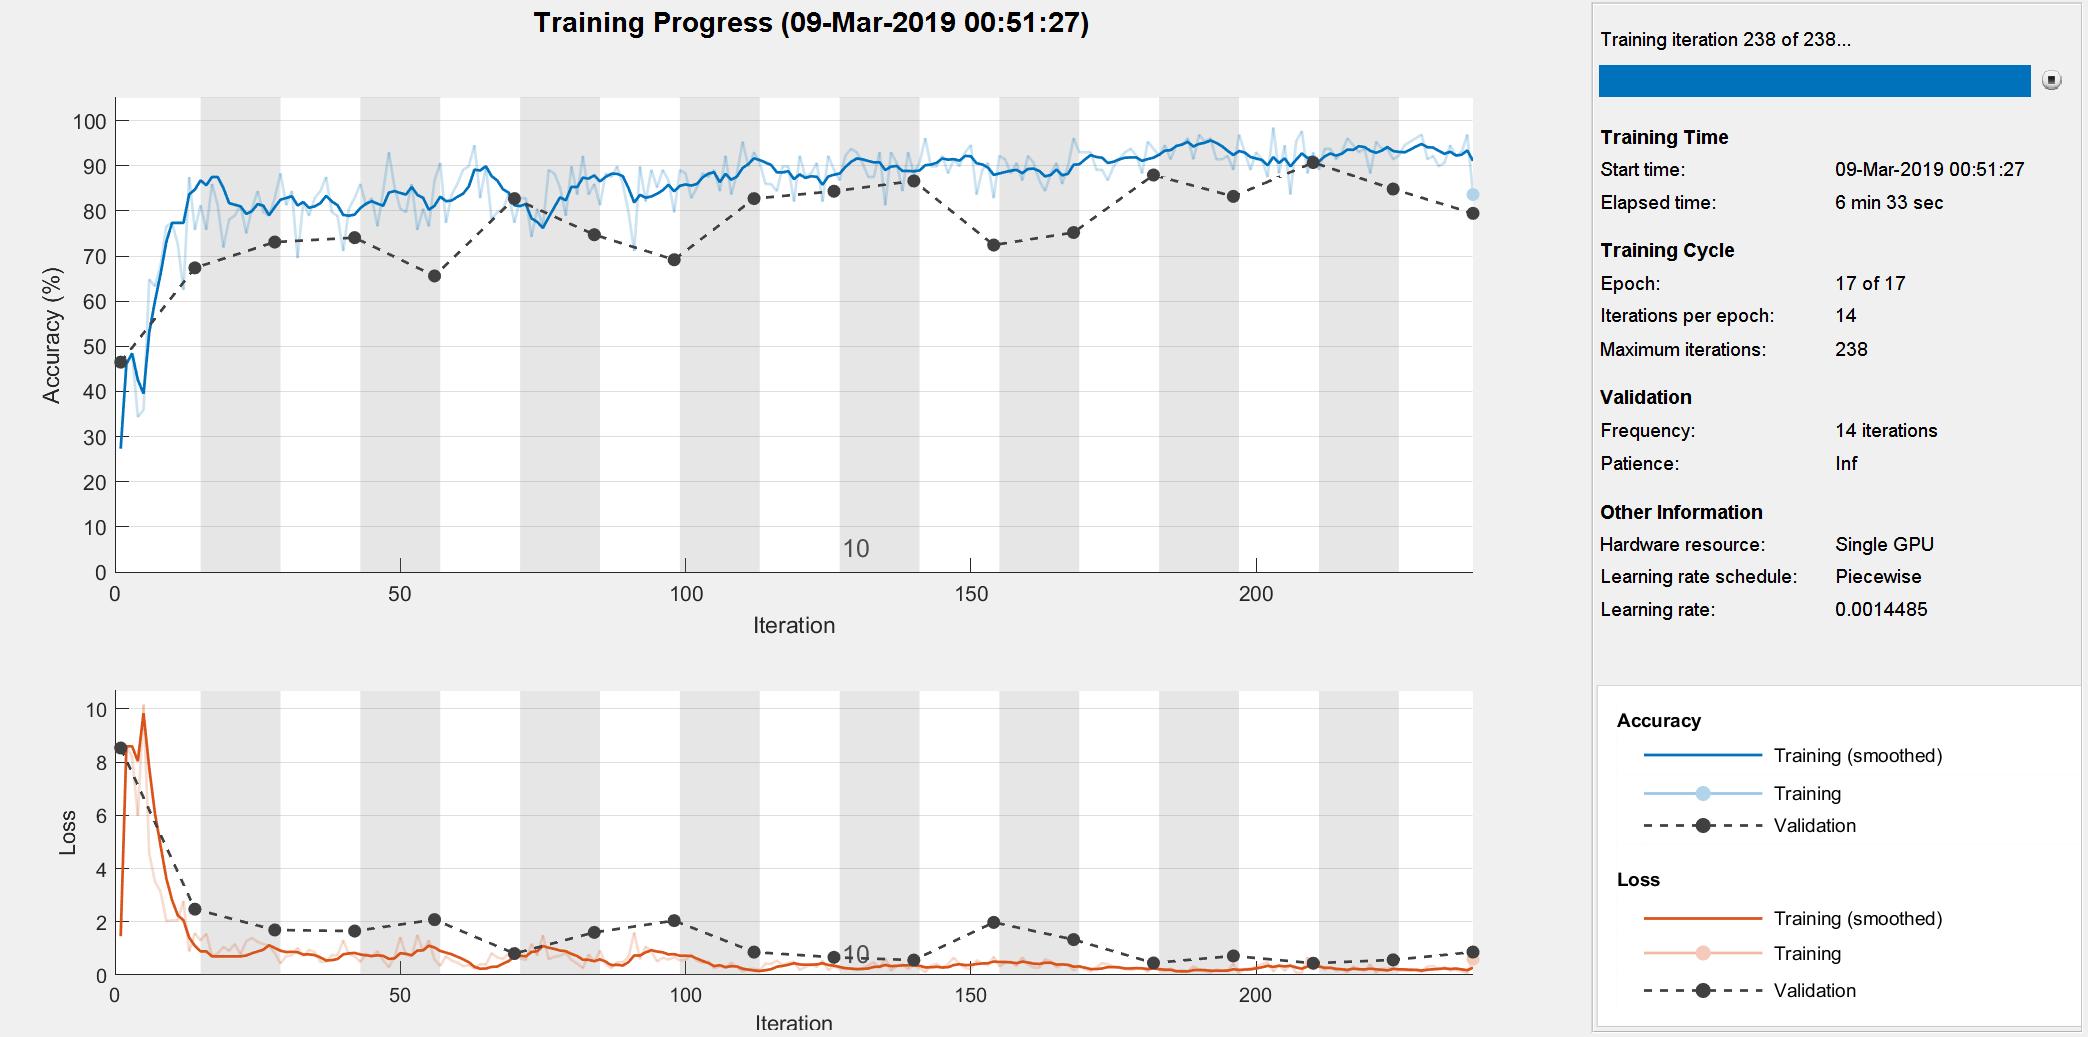 Training Progress (09-Mar-2019 00:51:27)
100
90
80
70
60
50
40
30
20
10
0
Accuracy (%)
10
0 50 100 150 200
Iteration
10
8
6
4
2
0
Loss
10
0 50 100 150 200
Iteration
Training iteration 238 of 238...
Training Time
Start time: 09-Mar-2019 00:51:27
Elapsed time: 6 min 33 sec
Training Cycle
Epoch: 17 of 17
Iterations per epoch: 14
Maximum iterations: 238
Validation
Frequency: 14 iterations
Patience: Inf
Other Information
Hardware resource: Single GPU
Learning rate schedule: Piecewise
Learning rate: 0.0014485
Accuracy
Training (smoothed)
Training
Validation
Loss
Training (smoothed)
Training
Validation